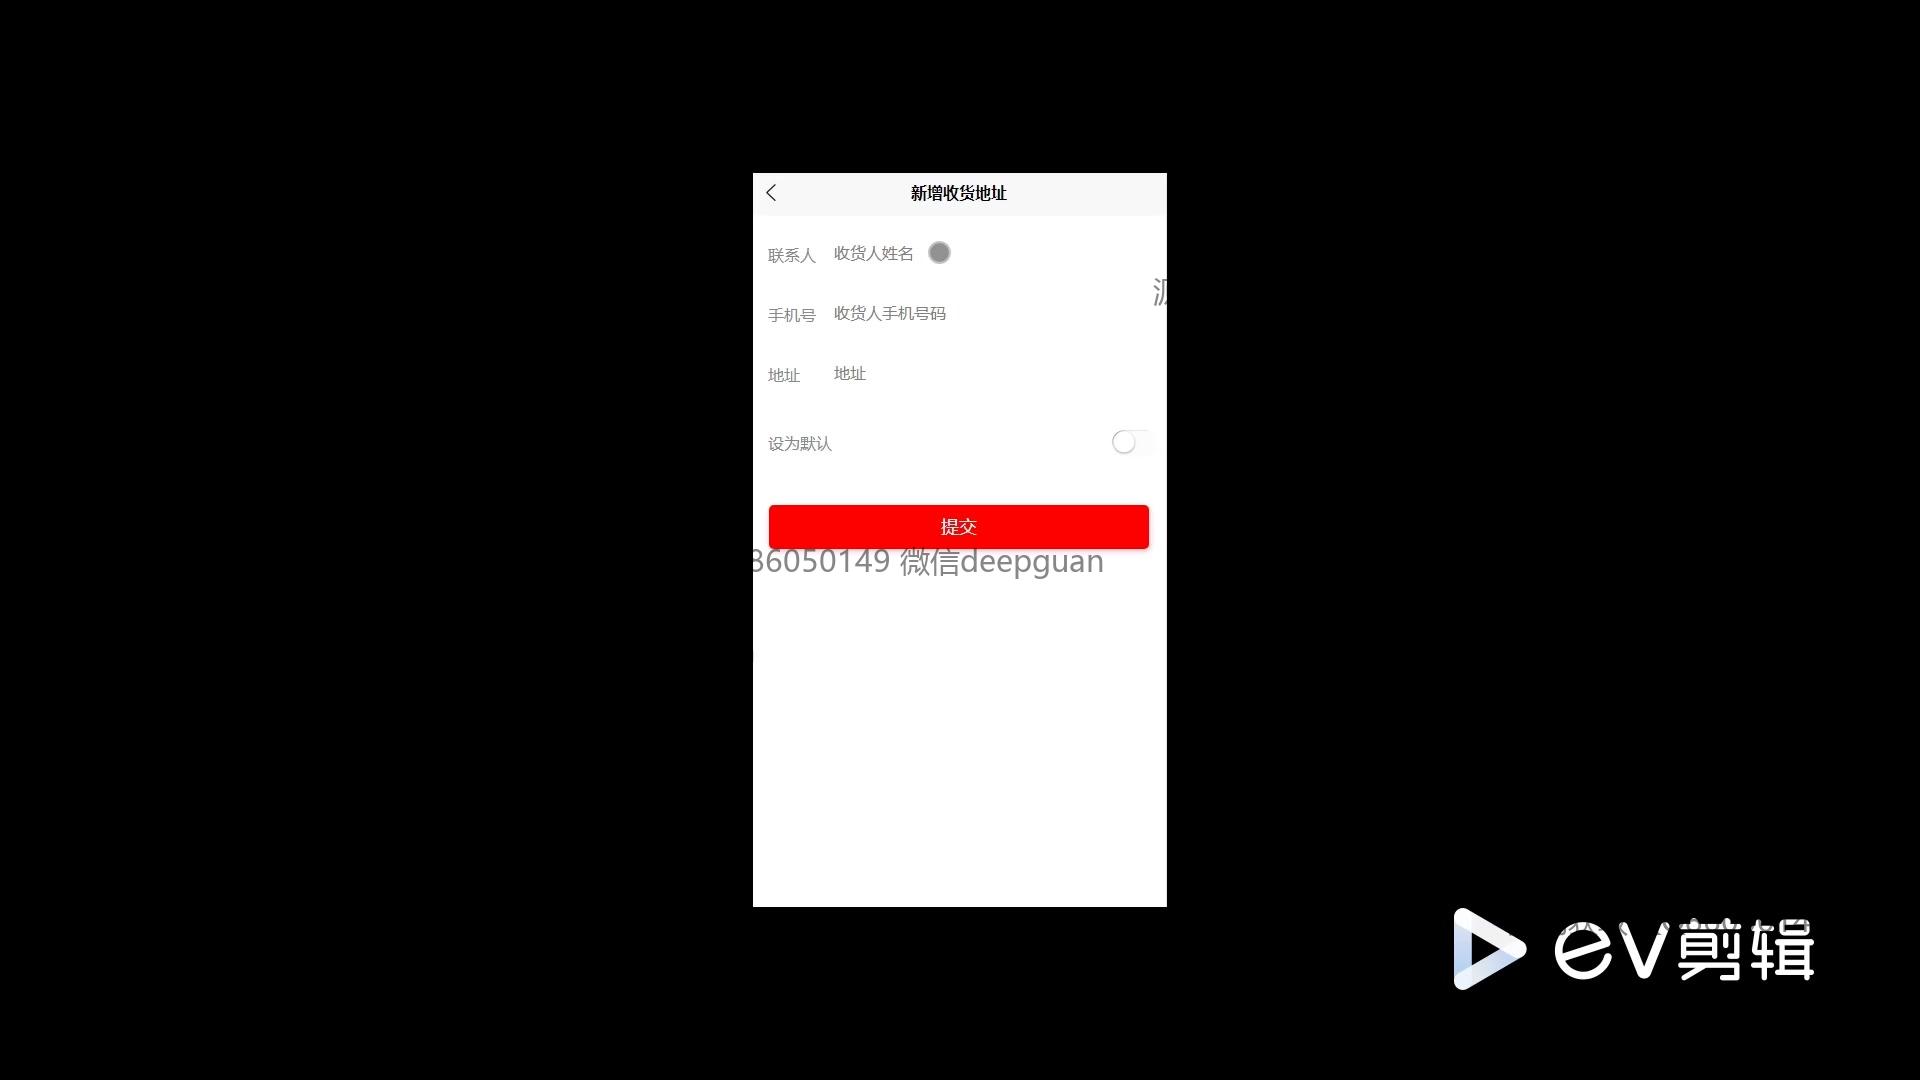 新增收货地址
联系人 收货人姓名
手机号 收货人手机号码
地址 地址
设为默认
提交
36050149 微信deepguan
ev剪辑